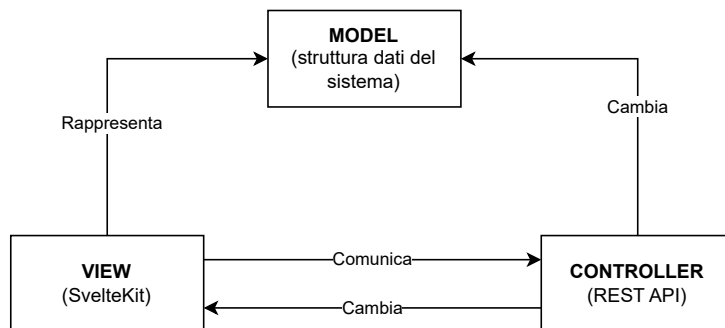 MODEL
(struttura dati del
sistema)
Rappresenta
Cambia
VIEW
(SvelteKit)
Comunica
Cambia
CONTROLLER
(REST API)